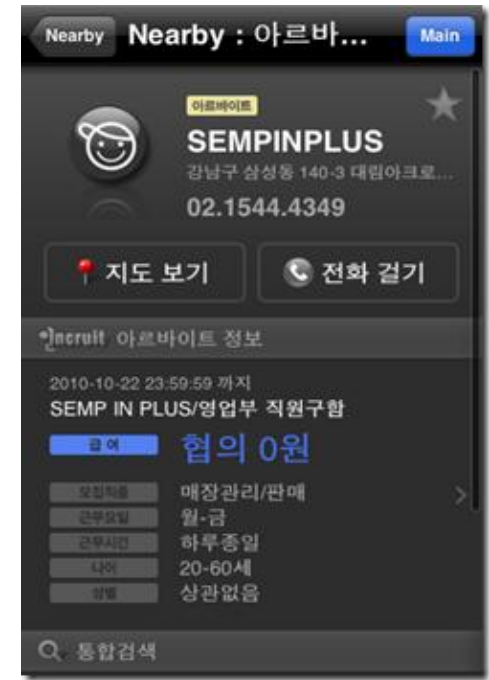 Nearby Nearby : 아르바... Main
아르바이트
SEMPINPLUS
강남구 삼성동 140-3 대림아크로...
02.1544.4349
지도 보기 전화 걸기
incruit 아르바이트 정보
2010-10-22 23:59:59 까지
SEMP IN PLUS/영업부 직원구함
급여 협의 0원
모집직종 매장관리/판매
근무요일 월-금
근무시간 하루종일
나이 20-60세
성별 상관없음
통합검색